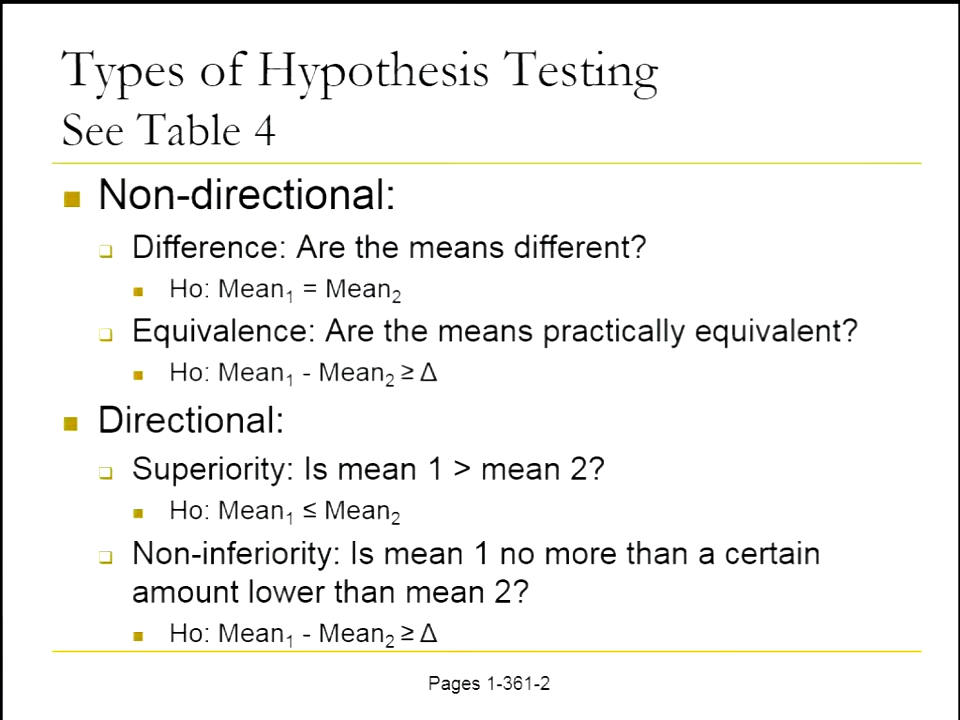 Types of Hypothesis Testing
See Table 4
Non-directional:
Difference: Are the means different?
Ho: Mean₁ = Mean₂
Equivalence: Are the means practically equivalent?
Ho: Mean₁ - Mean₂ ≥ Δ
Directional:
Superiority: Is mean 1 > mean 2?
Ho: Mean₁ ≤ Mean₂
Non-inferiority: Is mean 1 no more than a certain
amount lower than mean 2?
Ho: Mean₁ - Mean₂ ≥ Δ
Pages 1-361-2